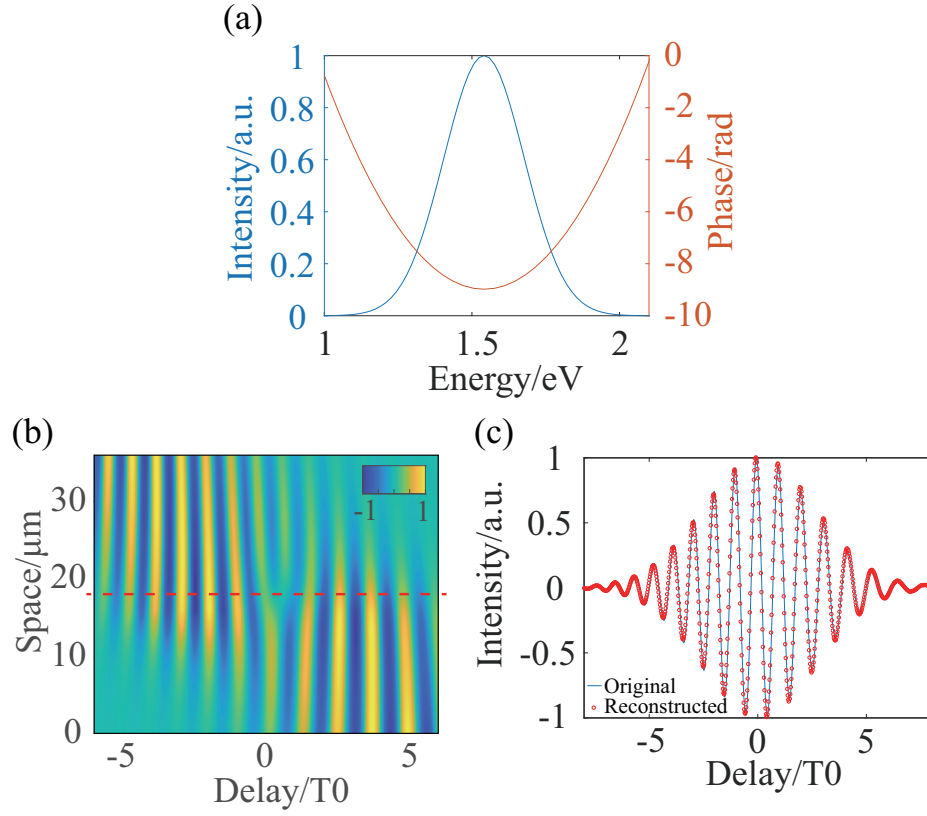 (a)
1
0.8
0.6
0.4
0.2
0
Intensity/a.u.
0
-2
-4
-6
-8
-10
Phase/rad
1
1.5
2
Energy/eV
(b)
30
20
10
0
Space/μm
-1
1
-5
0
5
Delay/T0
(c)
1
0.5
0
-0.5
-1
Intensity/a.u.
Original
Reconstructed
-5
0
5
Delay/T0